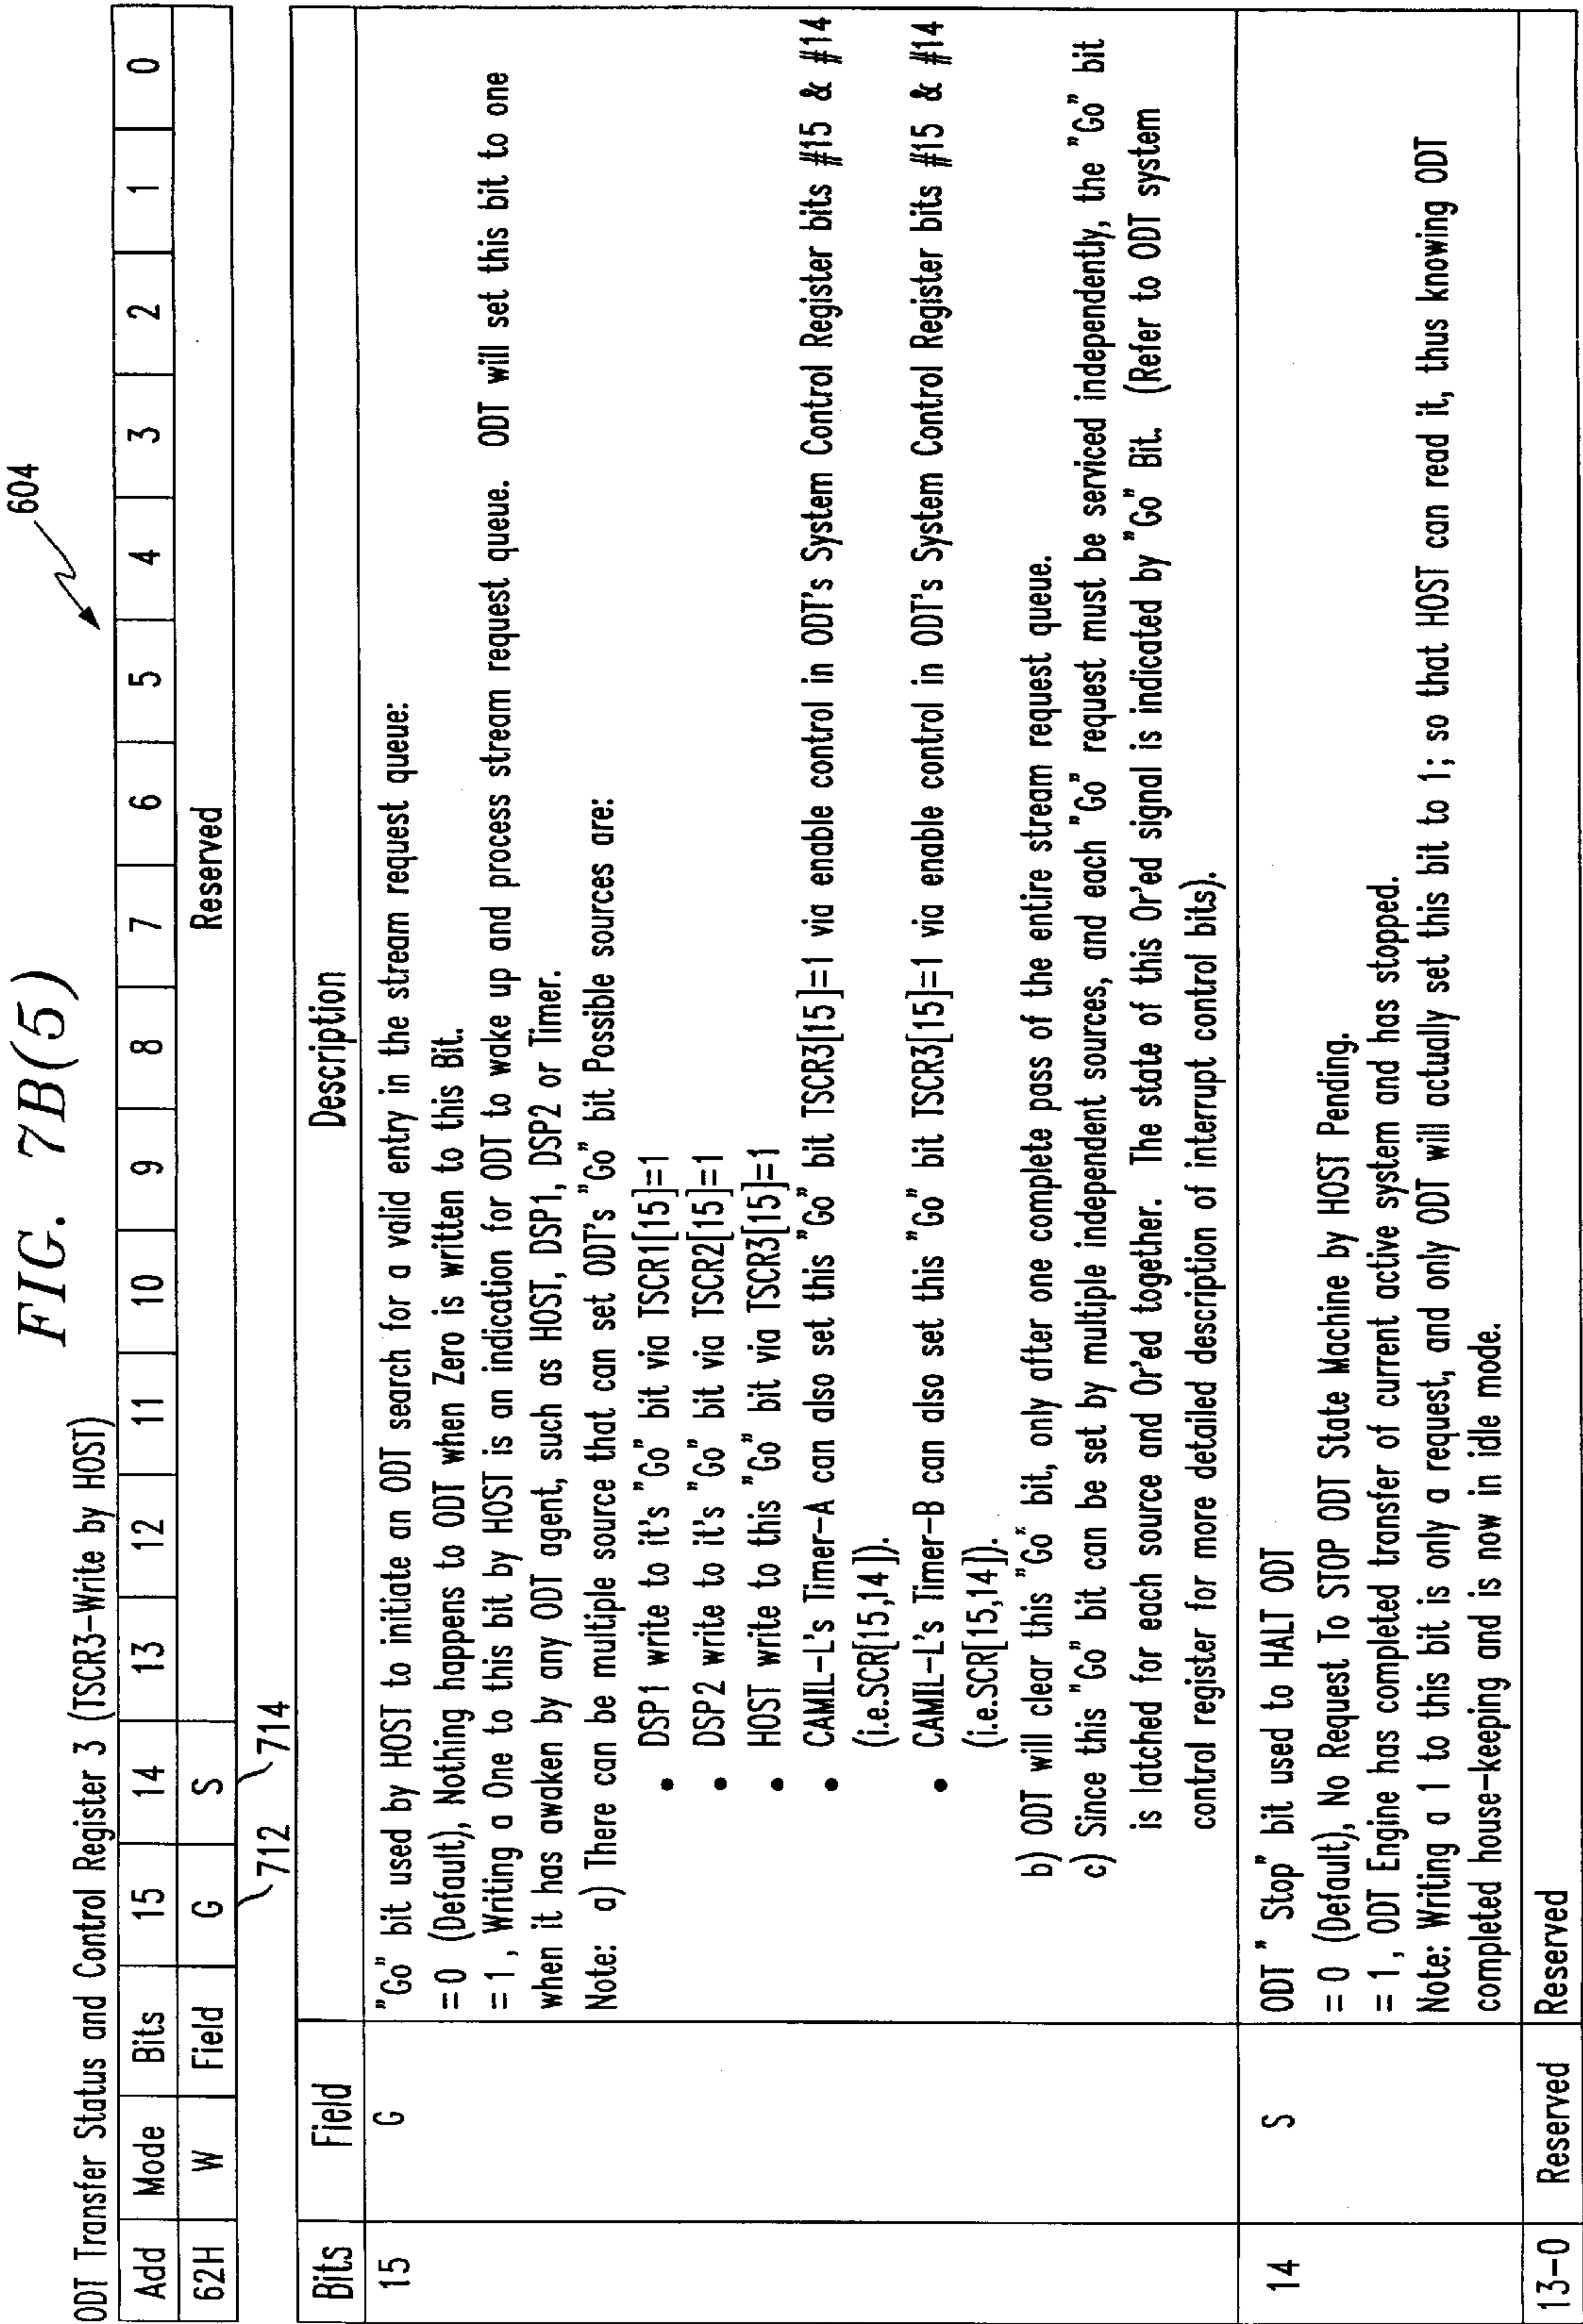 FIG. 7B(5)
604
ODT Transfer Status and Control Register 3 (TSCR3-Write by HOST)
Add Mode Bits 15 14 13 12 11 10 9 8 7 6 5 4 3 2 1 0
62H W Field G S Reserved
712 714
Bits Field Description
15 G "Go" bit used by HOST to initiate an ODT search for a valid entry in the stream request queue:
=0 (Default), Nothing happens to ODT when Zero is written to this Bit.
=1, Writing a One to this bit by HOST is an indication for ODT to wake up and process stream request queue. ODT will set this bit to one
when it has awaken by any ODT agent, such as HOST, DSP1, DSP2 or Timer.
Note: a) There can be multiple source that can set ODT's "Go" bit Possible sources are:
• DSP1 write to it's "Go" bit via TSCR1[15]=1
• DSP2 write to it's "Go" bit via TSCR2[15]=1
• HOST write to this "Go" bit via TSCR3[15]=1
• CAMIL-L's Timer-A can also set this "Go" bit TSCR3[15]=1 via enable control in ODT's System Control Register bits #15 & #14
(i.e.SCR[15,14]).
• CAMIL-L's Timer-B can also set this "Go" bit TSCR3[15]=1 via enable control in ODT's System Control Register bits #15 & #14
(i.e.SCR[15,14]).
b) ODT will clear this "Go" bit, only after one complete pass of the entire stream request queue.
c) Since this "Go" bit can be set by multiple independent sources, and each "Go" request must be serviced independently, the "Go" bit
is latched for each source and Or'ed together. The state of this Or'ed signal is indicated by "Go" Bit. (Refer to ODT system
control register for more detailed description of interrupt control bits).
14 S ODT " Stop" bit used to HALT ODT
= 0 (Default), No Request To STOP ODT State Machine by HOST Pending.
= 1, ODT Engine has completed transfer of current active system and has stopped.
Note: Writing a 1 to this bit is only a request, and only ODT will actually set this bit to 1; so that HOST can read it, thus knowing ODT
completed house-keeping and is now in idle mode.
13-0 Reserved Reserved